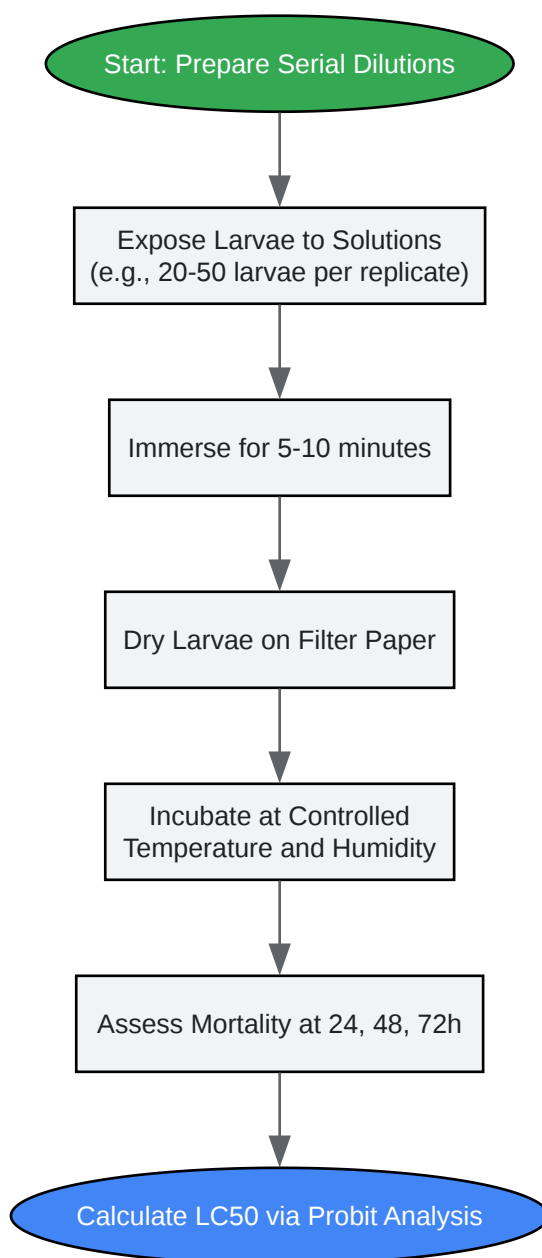 Start: Prepare Serial Dilutions
Expose Larvae to Solutions
(e.g., 20-50 larvae per replicate)
Immerse for 5-10 minutes
Dry Larvae on Filter Paper
Incubate at Controlled
Temperature and Humidity
Assess Mortality at 24, 48, 72h
Calculate LC50 via Probit Analysis